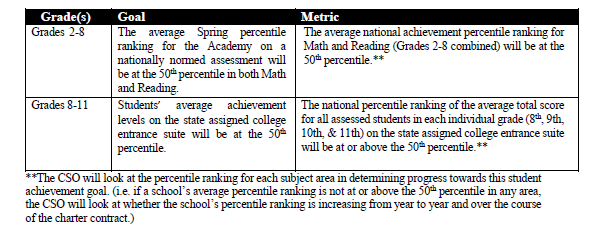 Grade(s) Goal Metric
Grades 2-8
The average Spring percentile
ranking for the Academy on a
nationally normed assessment will
be at the 50th percentile in both Math
and Reading.
The average national achievement percentile ranking for
Math and Reading (Grades 2-8 combined) will be at the
50th percentile.**
Grades 8-11
Students' average achievement
levels on the state assigned college
entrance suite will be at the 50th
percentile.
The national percentile ranking of the average total score
for all assessed students in each individual grade (8th, 9th,
10th, & 11th) on the state assigned college entrance suite
will be at or above the 50th percentile.**
**The CSO will look at the percentile ranking for each subject area in determining progress towards this student
achievement goal. (i.e. if a school's average percentile ranking is not at or above the 50th percentile in any area,
the CSO will look at whether the school's percentile ranking is increasing from year to year and over the course
of the charter contract.)